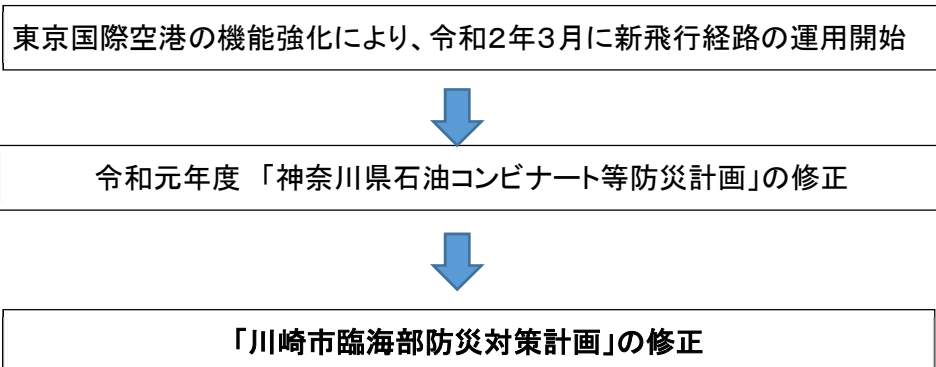 東京国際空港の機能強化により、令和2年3月に新飛行経路の運用開始
令和元年度 「神奈川県石油コンビナート等防災計画」の修正
「川崎市臨海部防災対策計画」の修正